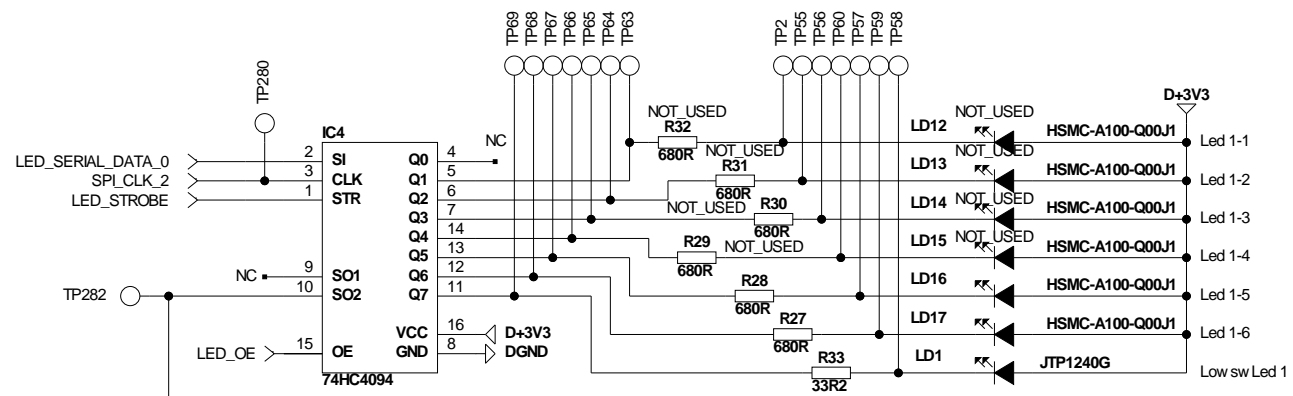 TP69 TP68 TP67 TP66 TP65 TP64 TP63
TP2 TP55 TP56 TP60 TP57 TP59 TP58
TP280
D+3V3
IC4
NOT_USED
R32
680R
LD12
NOT_USED
HSMC-A100-Q00J1
Led 1-1
LED_SERIAL_DATA_0
2 SI
Q0 4
NC
SPI_CLK_2
3 CLK
Q1 5
NOT_USED
R31
680R
LD13
NOT_USED
HSMC-A100-Q00J1
Led 1-2
LED_STROBE
1 STR
Q2 6
NOT_USED
R30
680R
LD14
NOT_USED
HSMC-A100-Q00J1
Led 1-3
Q3 7
R29
NOT_USED
680R
LD15
NOT_USED
HSMC-A100-Q00J1
Led 1-4
Q4 14
Q5 13
R28
680R
LD16
HSMC-A100-Q00J1
Led 1-5
NC
9 SO1
Q6 12
R27
680R
LD17
HSMC-A100-Q00J1
Led 1-6
TP282
10 SO2
Q7 11
R33
33R2
LD1
JTP1240G
Low sw Led 1
VCC 16
D+3V3
LED_OE
15 OE
GND 8
DGND
74HC4094